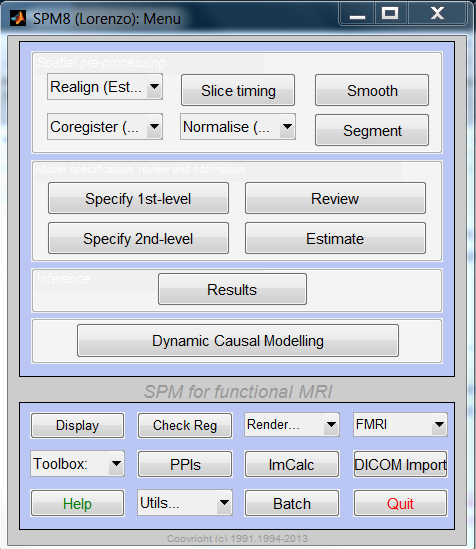 SPM8 (Lorenzo): Menu
Spatial pre-processing
Realign (Est... Slice timing Smooth
Coregister (... Normalise (... Segment
Model specification, review and estimation
Specify 1st-level Review
Specify 2nd-level Estimate
Inference
Results
Dynamic Causal Modelling
SPM for functional MRI
Display Check Reg Render... FMRI
Toolbox: PPIs ImCalc DICOM Import
Help Utils... Batch Quit
Copyright (c) 1991,1994-2013